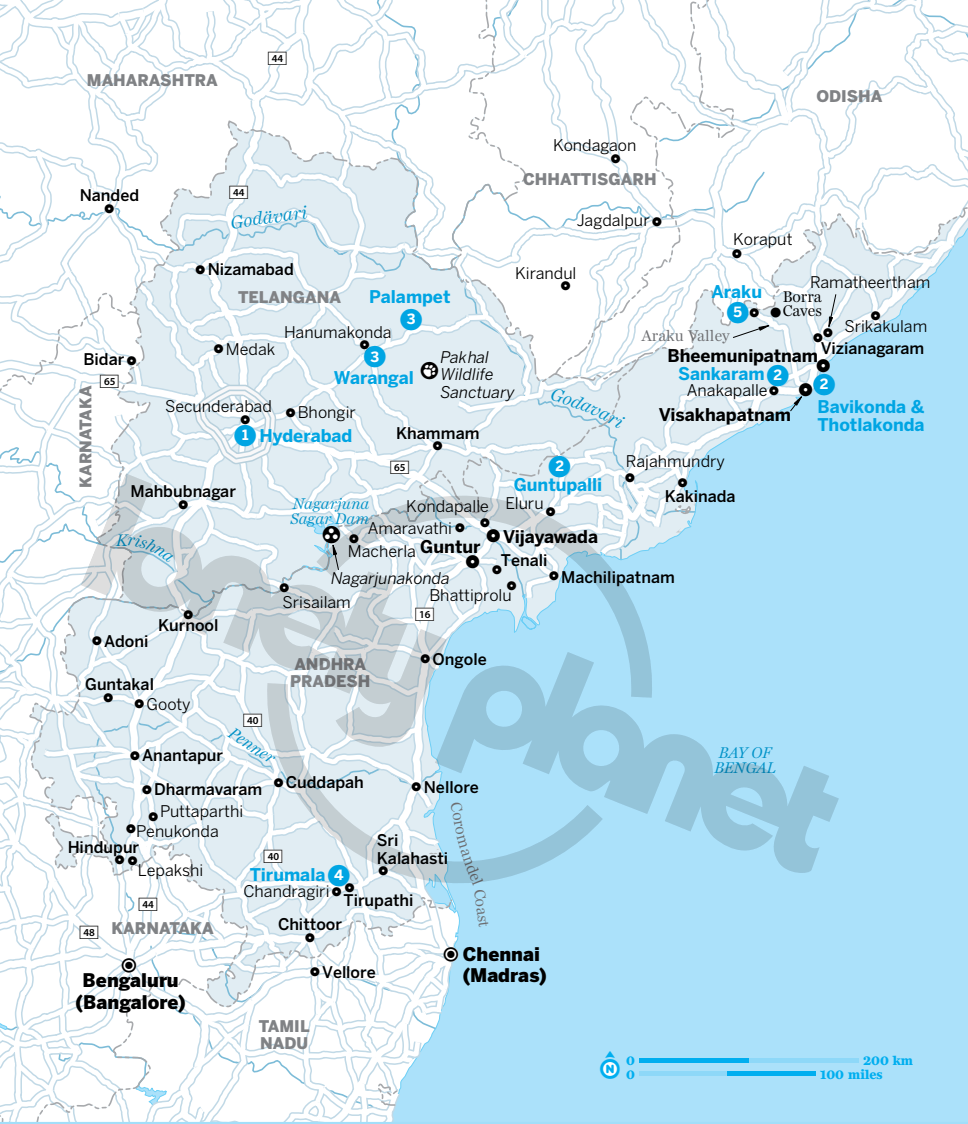 44
MAHARASHTRA
ODISHA
Kondagaon
CHHATTISGARH
44
Nanded
Godavari
Jagdalpur
Koraput
Nizamabad
Kirandul
TELANGANA
Palampet
3
Araku
5
Borra
Caves
Ramatheertham
Hanumakonda
Srikakulam
Araku Valley
Medak
3
Warangal
Pakhal
Wildlife
Sanctuary
Bheemunipatnam
Vizianagaram
Bidar
65
Sankaram
2
2
Anakapalle
Bavikonda &
Thotlakonda
Visakhapatnam
KARNATAKA
Secunderabad
Bhongir
1
Hyderabad
Godavari
Khammam
65
2
Guntupalli
Rajahmundry
Mahbubnagar
Kakinada
Nagarjuna
Sagar Dam
Kondapalle
Eluru
Amaravathi
Vijayawada
Krishna
Macherla
Guntur
Tenali
Nagarjunakonda
Machilipatnam
Srisailam
Bhattiprolu
16
Kurnool
Adoni
ANDHRA
PRADESH
Ongole
Guntakal
Gooty
40
Penner
Anantapur
BAY OF
BENGAL
Cuddapah
Nellore
Dharmavaram
Puttaparthi
Penukonda
Coromandel Coast
Hindupur
Lepakshi
Sri
Kalahasti
40
Tirumala
4
Chandragiri
Tirupathi
44
48
KARNATAKA
Chittoor
Bengaluru
(Bangalore)
Vellore
Chennai
(Madras)
TAMIL
NADU
N
0
200 km
0
100 miles
lonely planet